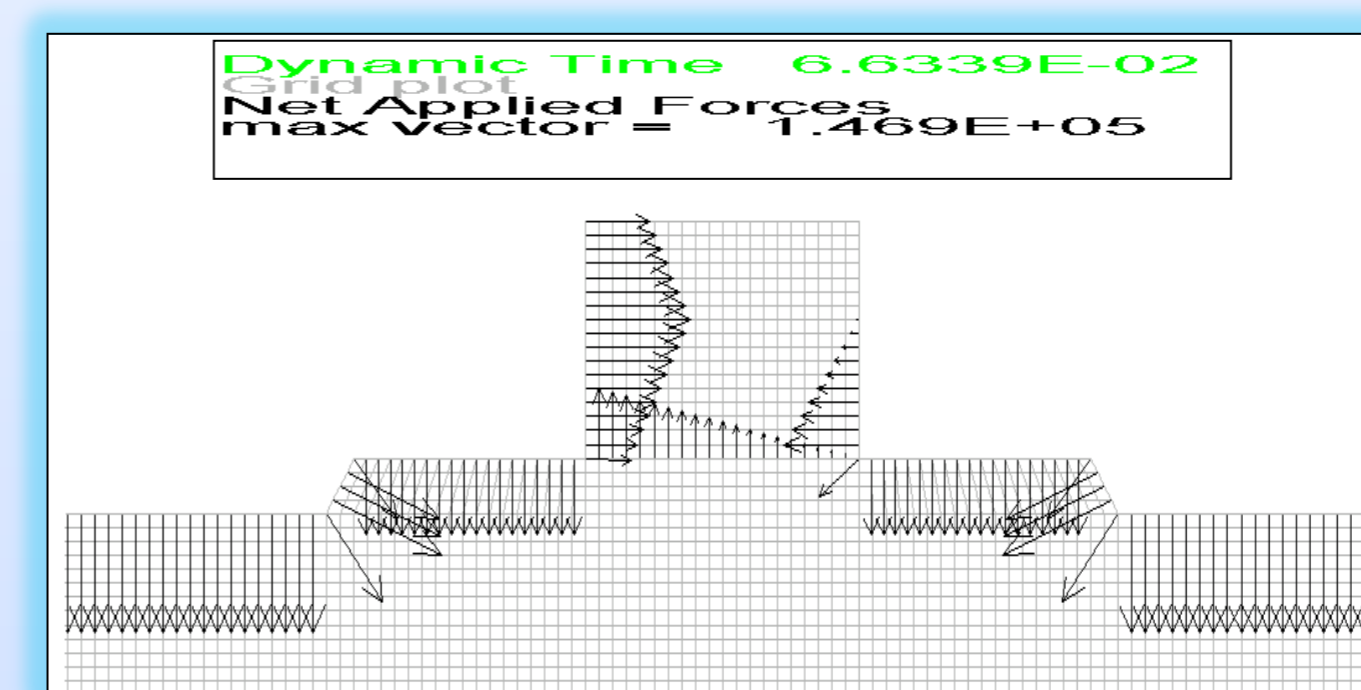 Dynamic Time 6.6339E-02
Grid plot
Net Applied Forces
max vector = 1.469E+05